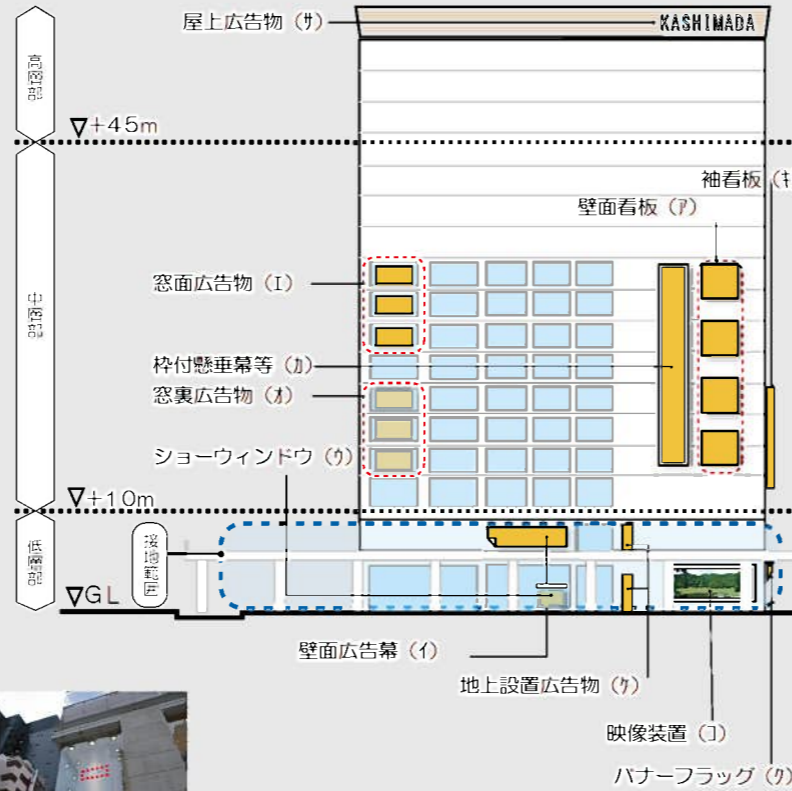 屋上広告物 (ｻ)
KASHIMADA
高層部
▽+45m
袖看板 (ｷ
壁面看板 (ｱ)
窓面広告物 (ｴ)
中層部
枠付懸垂幕等 (ｶ)
窓裏広告物 (ｵ)
ショーウィンドウ (ｳ)
▽+10m
接地範囲
低層部
▽GL
壁面広告幕 (ｲ)
地上設置広告物 (ｹ)
映像装置 (ｺ)
バナーフラッグ (ｸ)